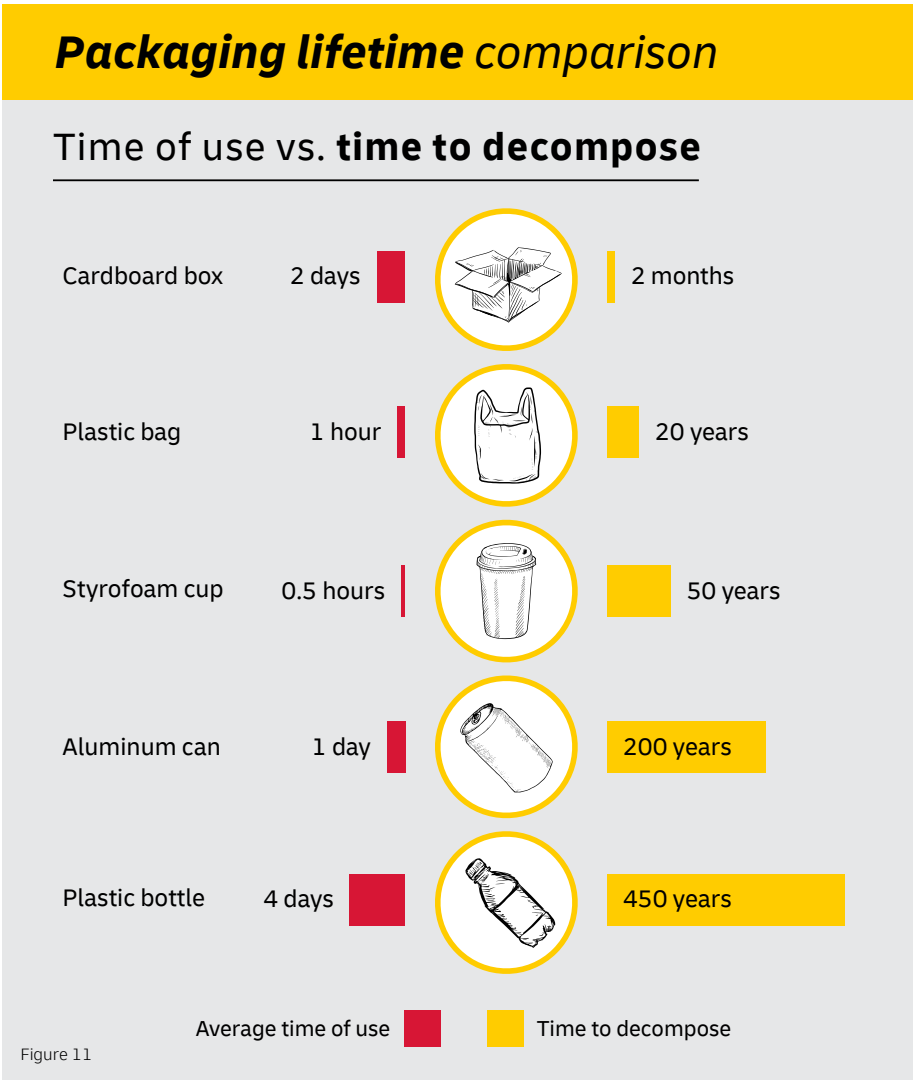 Packaging lifetime comparison
Time of use vs. time to decompose
Cardboard box 2 days 2 months
Plastic bag 1 hour 20 years
Styrofoam cup 0.5 hours 50 years
Aluminum can 1 day 200 years
Plastic bottle 4 days 450 years
Average time of use Time to decompose
Figure 11